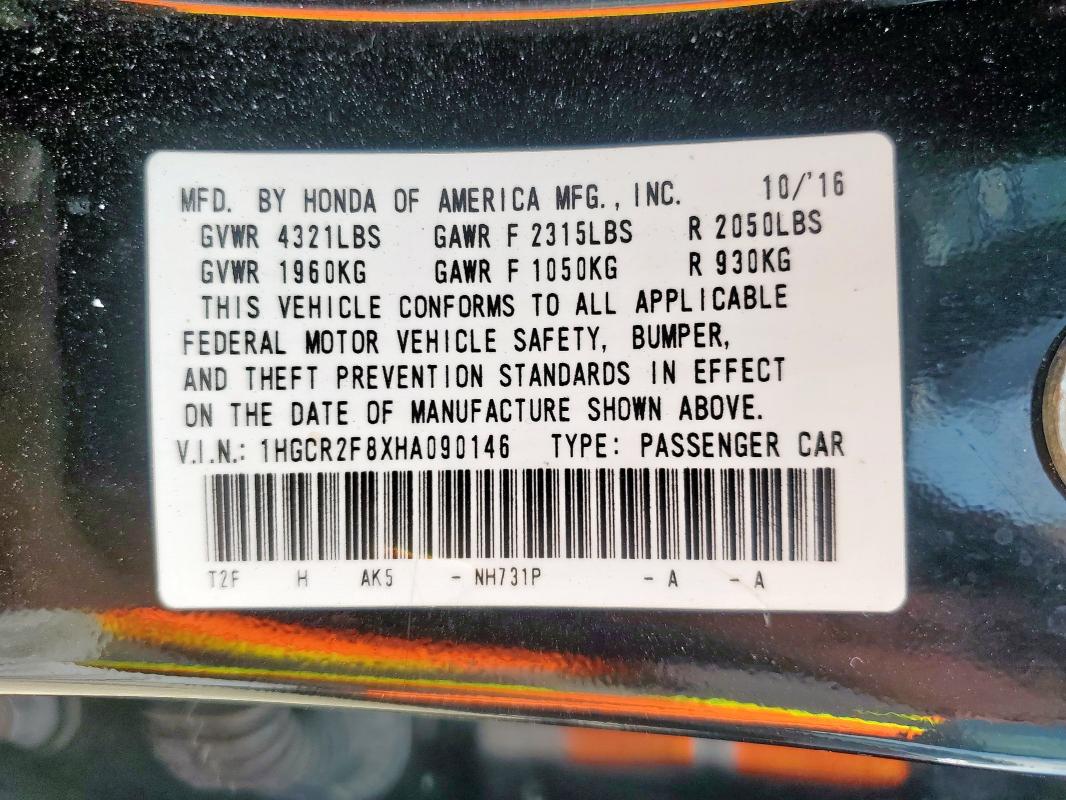 MFD. BY HONDA OF AMERICA MFG., INC. 10/'16
GVWR 4321LBS GAWR F 2315LBS R 2050LBS
GVWR 1960KG GAWR F 1050KG R 930KG
THIS VEHICLE CONFORMS TO ALL APPLICABLE
FEDERAL MOTOR VEHICLE SAFETY, BUMPER,
AND THEFT PREVENTION STANDARDS IN EFFECT
ON THE DATE OF MANUFACTURE SHOWN ABOVE.
V.I.N.: 1HGCR2F8XHA090146 TYPE: PASSENGER CAR
T2F H AK5 - NH731P - A - A